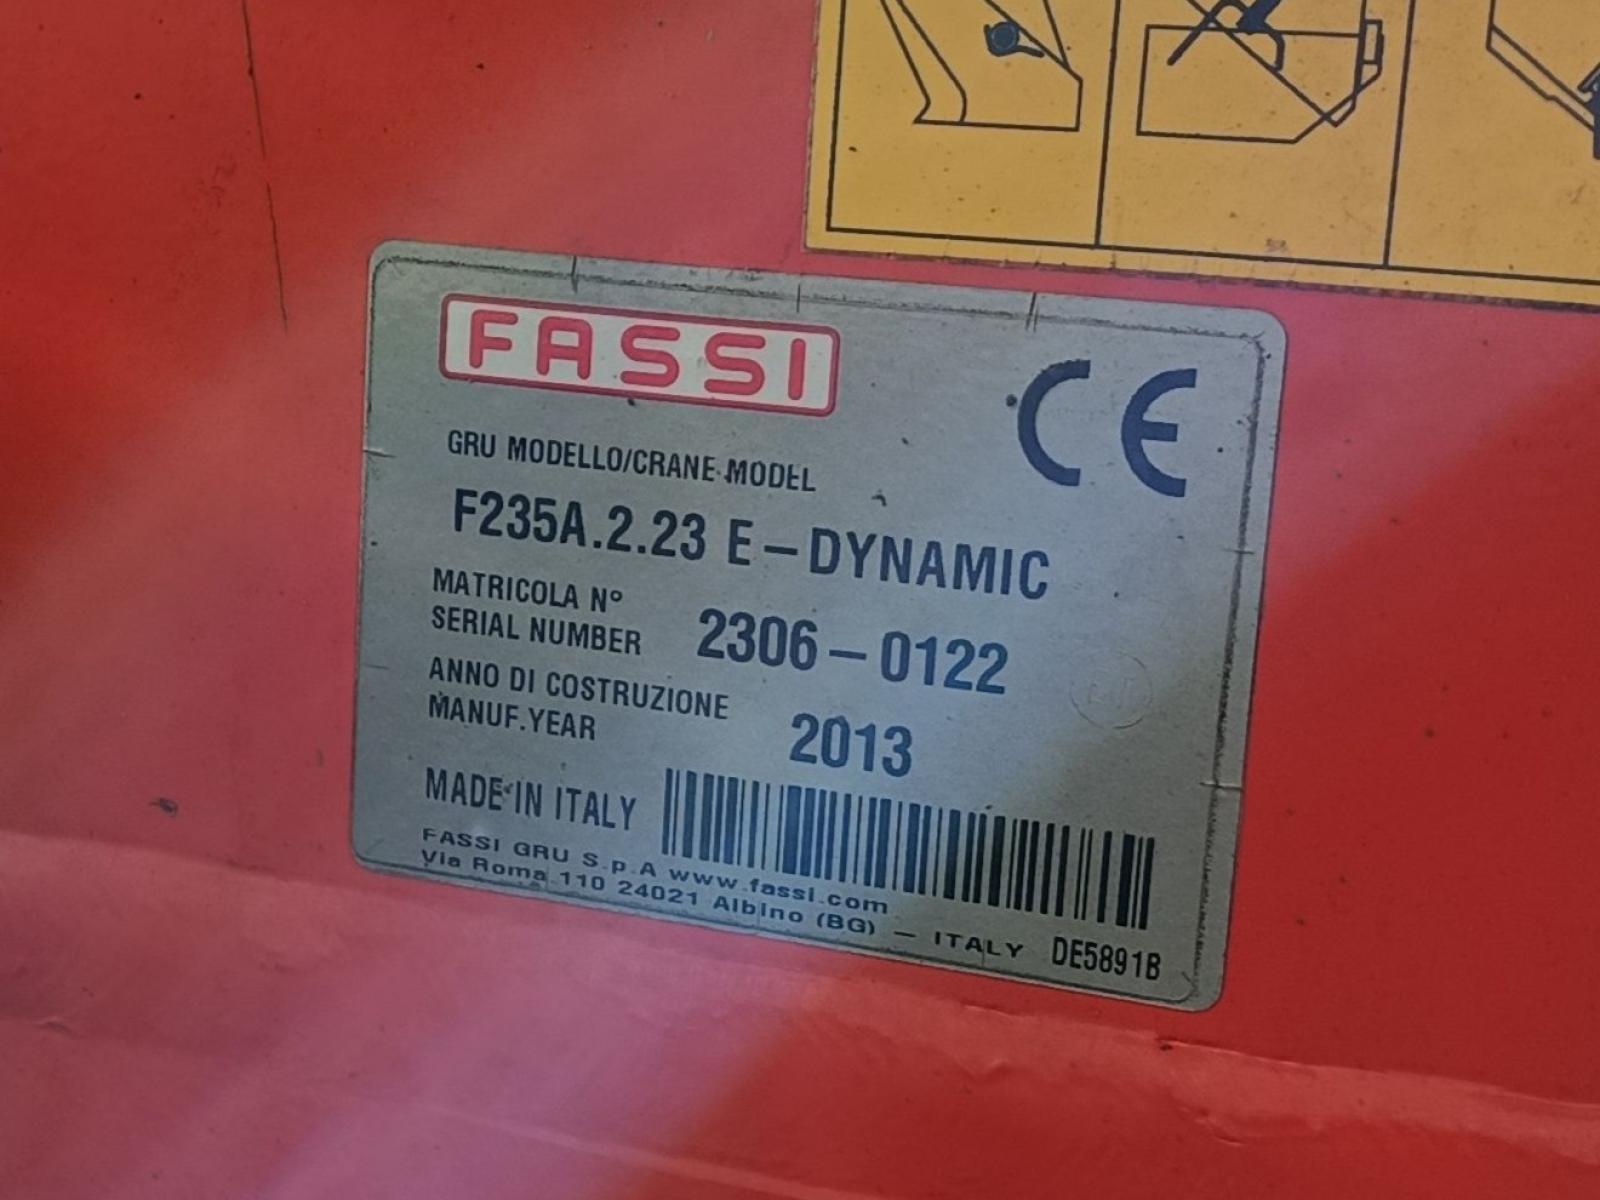 FASSI
CE
GRU MODELLO/CRANE MODEL
F235A.2.23 E-DYNAMIC
MATRICOLA N°
SERIAL NUMBER 2306-0122
ANNO DI COSTRUZIONE
MANUF.YEAR 2013
MADE IN ITALY
FASSI GRU S.p.A www.fassi.com
Via Roma 110 24021 Albino (BG) - ITALY DE5891B